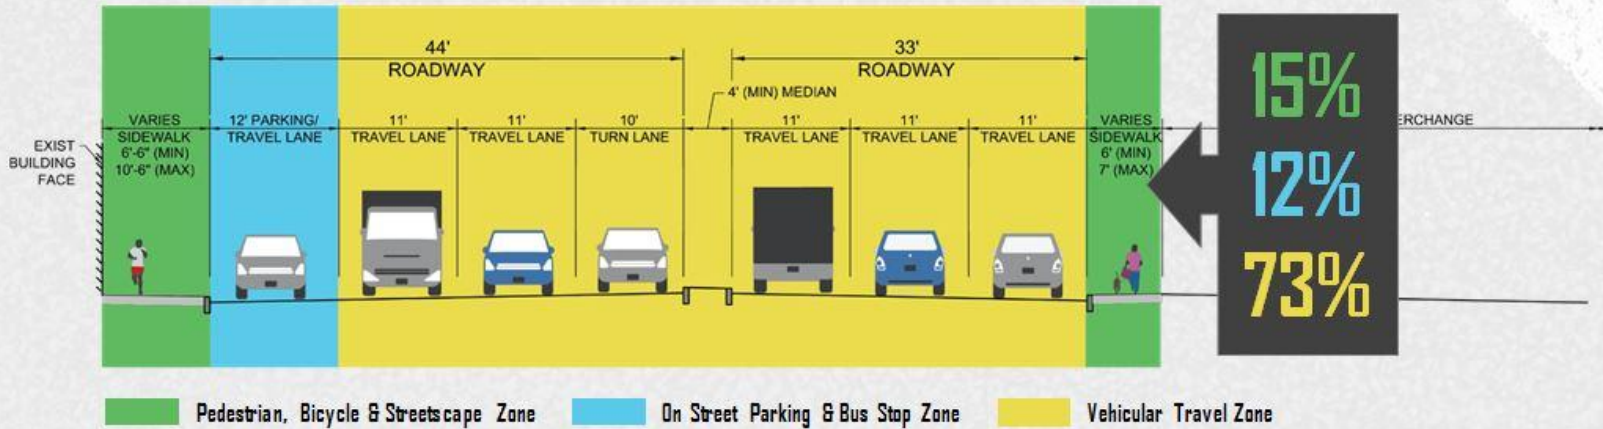 44'
ROADWAY
33'
ROADWAY
4' (MIN) MEDIAN
EXIST
BUILDING
FACE
VARIES
SIDEWALK
6'-6" (MIN)
10'-6" (MAX)
12' PARKING/
TRAVEL LANE
11'
TRAVEL LANE
11'
TRAVEL LANE
10'
TURN LANE
11'
TRAVEL LANE
11'
TRAVEL LANE
11'
TRAVEL LANE
VARIES
SIDEWALK
6' (MIN)
7' (MAX)
15%
12%
73%
ERCHANGE
Pedestrian, Bicycle & Streetscape Zone
On Street Parking & Bus Stop Zone
Vehicular Travel Zone